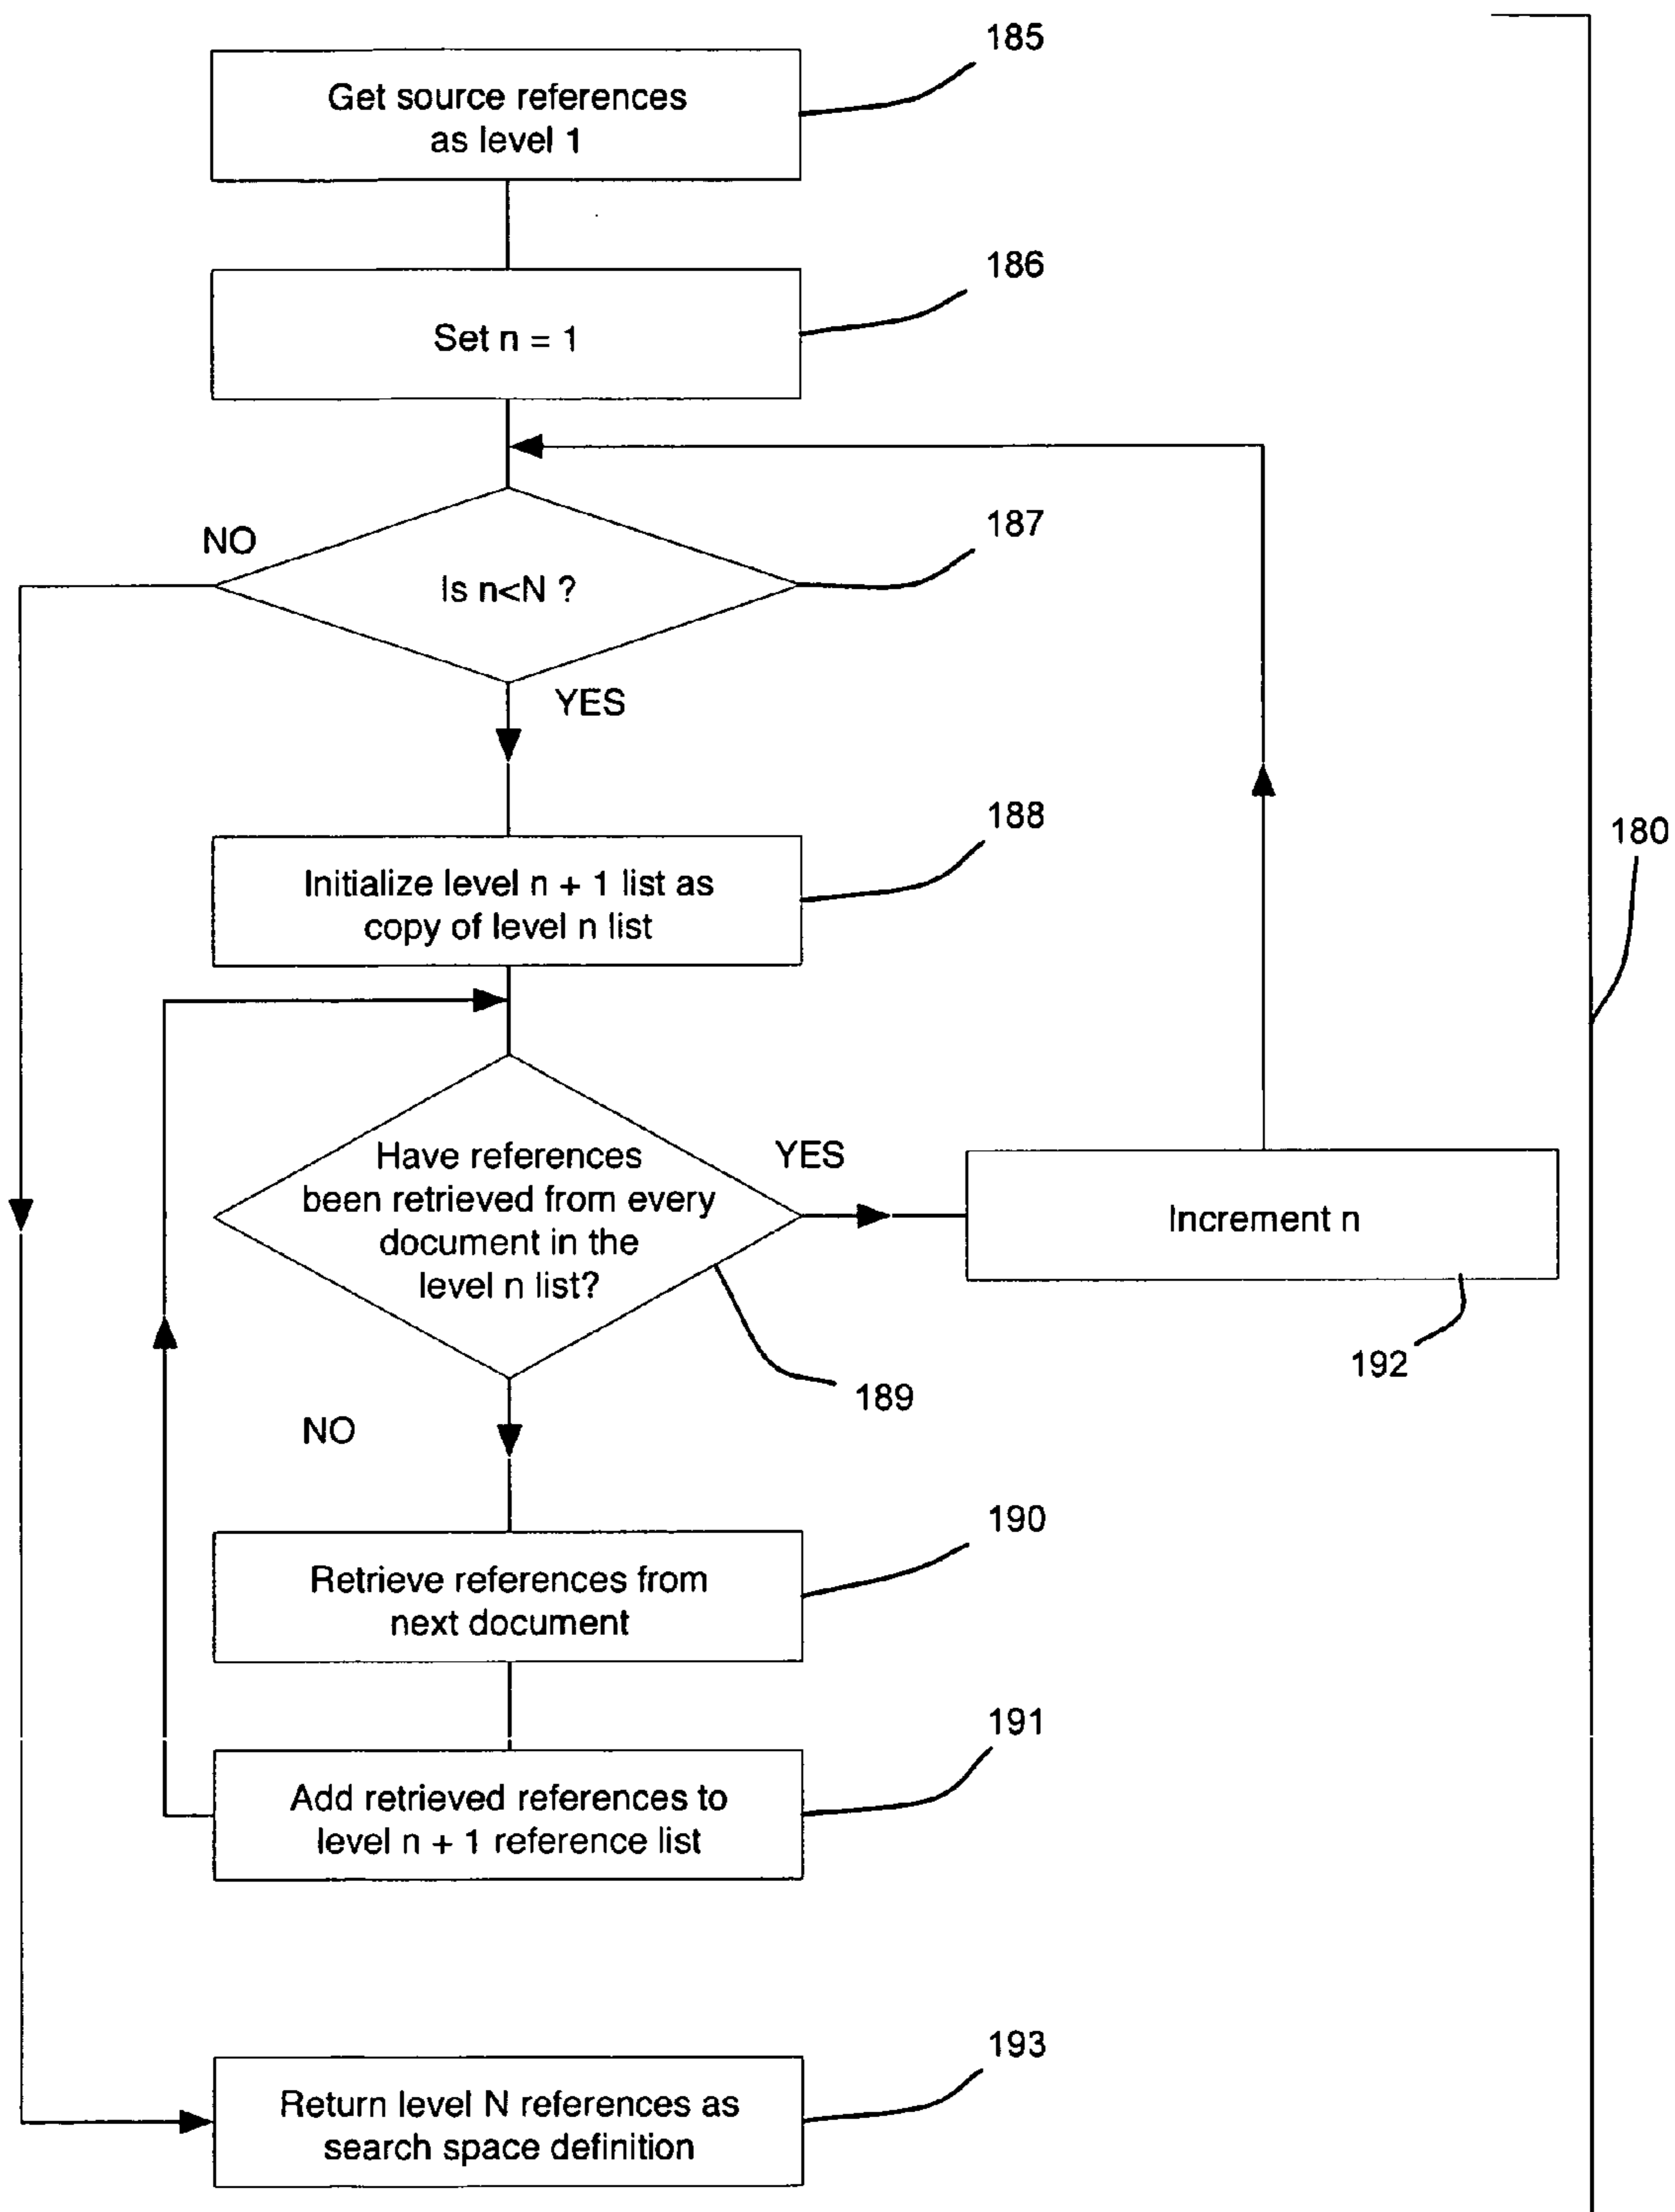 185
Get source references
as level 1
186
Set n = 1
187
NO
Is n<N ?
YES
188
180
Initialize level n + 1 list as
copy of level n list
Have references
been retrieved from every
document in the
level n list?
YES
Increment n
192
189
NO
190
Retrieve references from
next document
191
Add retrieved references to
level n + 1 reference list
193
Return level N references as
search space definition